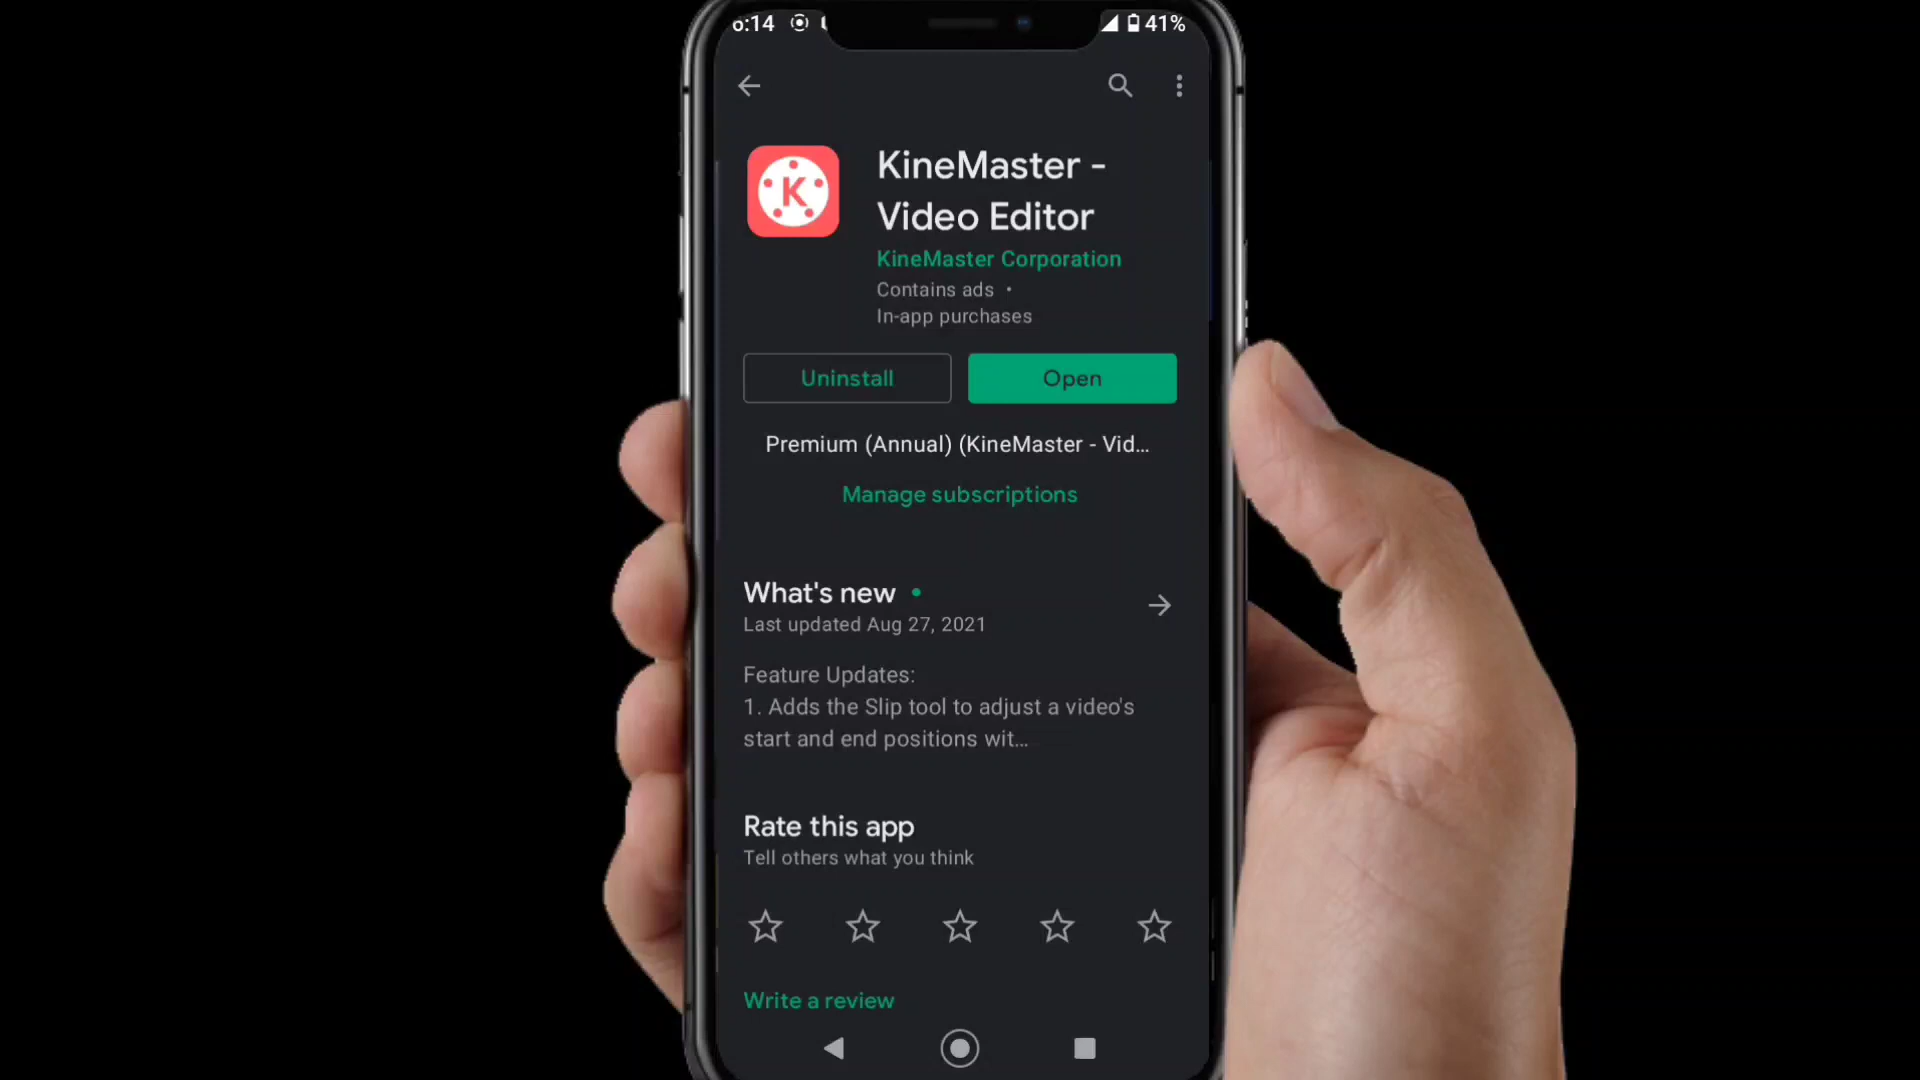 6:14
41%
KineMaster -
Video Editor
K
KineMaster Corporation
Contains ads •
In-app purchases
Uninstall
Open
Premium (Annual) (KineMaster - Vid...
Manage subscriptions
What's new
Last updated Aug 27, 2021
Feature Updates:
1. Adds the Slip tool to adjust a video's
start and end positions wit...
Rate this app
Tell others what you think
Write a review